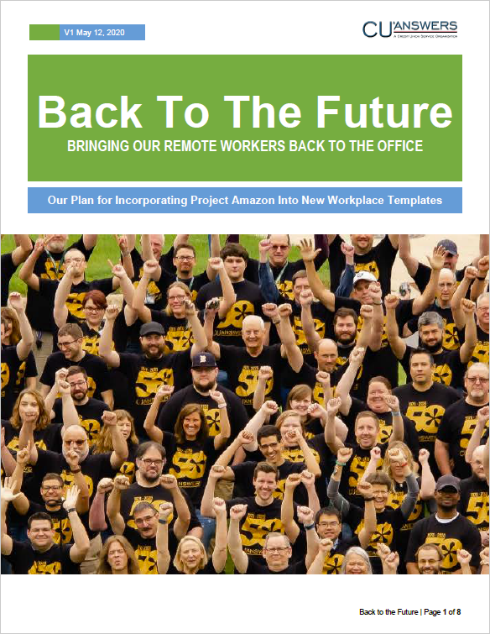 V1 May 12, 2020
CU*ANSWERS
A CREDIT UNION SERVICE ORGANIZATION
Back To The Future
BRINGING OUR REMOTE WORKERS BACK TO THE OFFICE
Our Plan for Incorporating Project Amazon Into New Workplace Templates
50
Back to the Future | Page 1 of 8